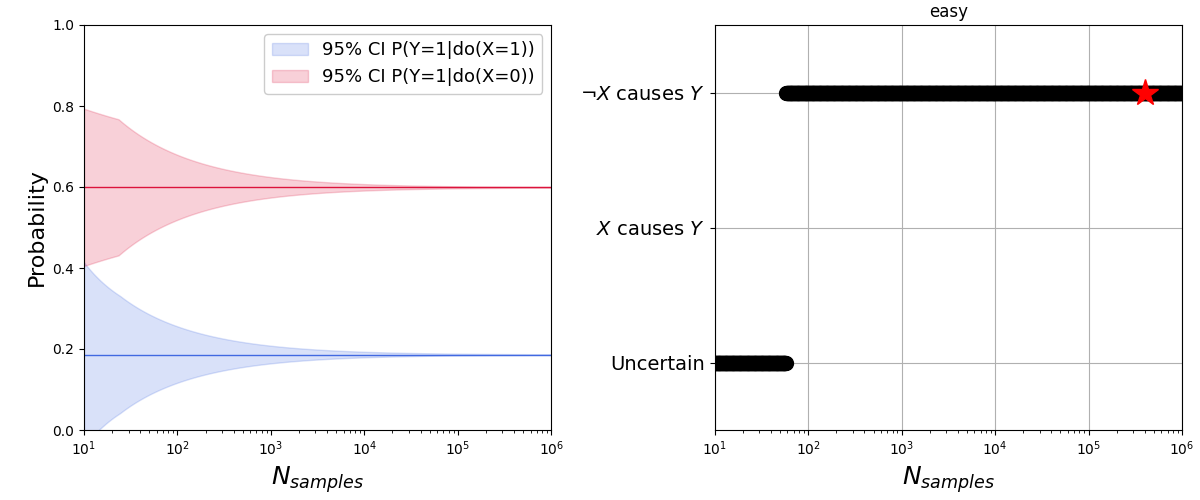 1.0
0.8
0.6
0.4
0.2
0.0
Probability
95% CI P(Y=1|do(X=1))
95% CI P(Y=1|do(X=0))
10¹ 10² 10³ 10⁴ 10⁵ 10⁶
N_samples
easy
¬X causes Y
X causes Y
Uncertain
10¹ 10² 10³ 10⁴ 10⁵ 10⁶
N_samples